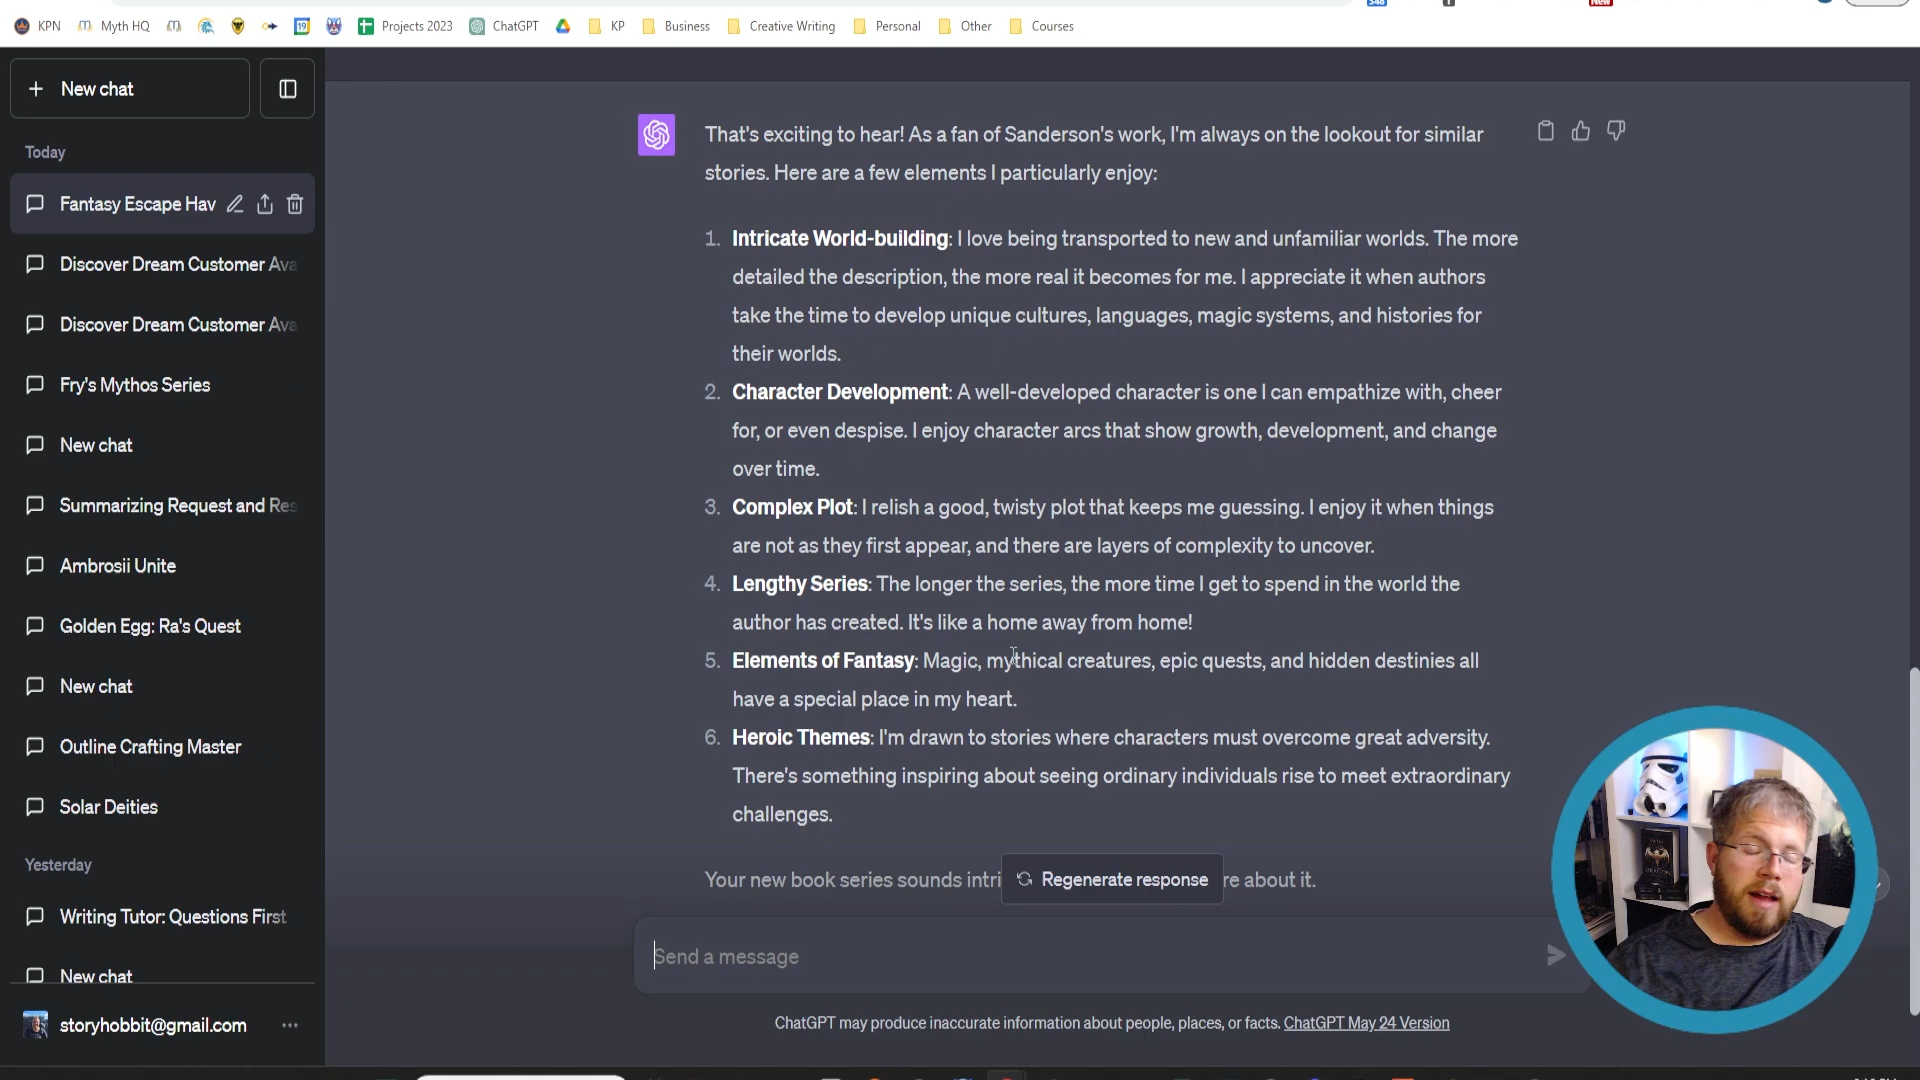 KPN
Myth HQ
19
Projects 2023
ChatGPT
KP
Business
Creative Writing
Personal
Other
Courses
New
New chat
Today
Fantasy Escape Hav
Discover Dream Customer Ava
Discover Dream Customer Ava
Fry's Mythos Series
New chat
Summarizing Request and Res
Ambrosii Unite
Golden Egg: Ra's Quest
New chat
Outline Crafting Master
Solar Deities
Yesterday
Writing Tutor: Questions First
New chat
storyhobbit@gmail.com
That's exciting to hear! As a fan of Sanderson's work, I'm always on the lookout for similar
stories. Here are a few elements I particularly enjoy:
1. Intricate World-building: I love being transported to new and unfamiliar worlds. The more
detailed the description, the more real it becomes for me. I appreciate it when authors
take the time to develop unique cultures, languages, magic systems, and histories for
their worlds.
2. Character Development: A well-developed character is one I can empathize with, cheer
for, or even despise. I enjoy character arcs that show growth, development, and change
over time.
3. Complex Plot: I relish a good, twisty plot that keeps me guessing. I enjoy it when things
are not as they first appear, and there are layers of complexity to uncover.
4. Lengthy Series: The longer the series, the more time I get to spend in the world the
author has created. It's like a home away from home!
5. Elements of Fantasy: Magic, mythical creatures, epic quests, and hidden destinies all
have a special place in my heart.
6. Heroic Themes: I'm drawn to stories where characters must overcome great adversity.
There's something inspiring about seeing ordinary individuals rise to meet extraordinary
challenges.
Your new book series sounds intri
Regenerate response
re about it.
Send a message
ChatGPT may produce inaccurate information about people, places, or facts. ChatGPT May 24 Version